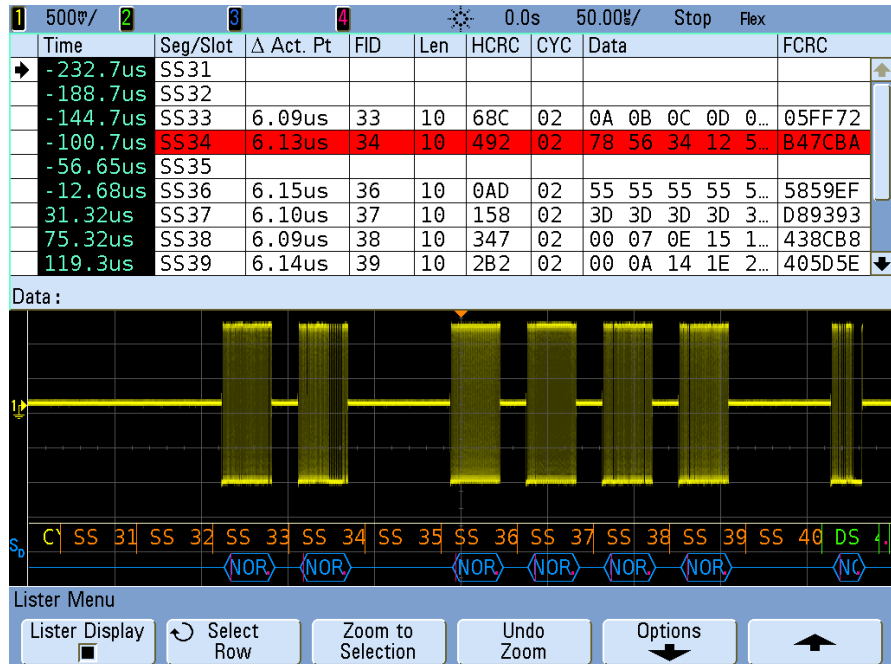 1 500mV/ 2 3 4 0.0s 50.00us/ Stop Flex
Time Seg/Slot Δ Act. Pt FID Len HCRC CYC Data FCRC
-232.7us SS31
-188.7us SS32
-144.7us SS33 6.09us 33 10 68C 02 0A 0B 0C 0D 0… 05FF72
-100.7us SS34 6.13us 34 10 492 02 78 56 34 12 5… B47CBA
-56.65us SS35
-12.68us SS36 6.15us 36 10 0AD 02 55 55 55 55 5… 5859EF
31.32us SS37 6.10us 37 10 158 02 3D 3D 3D 3D 3… D89393
75.32us SS38 6.09us 38 10 347 02 00 07 0E 15 1… 438CB8
119.3us SS39 6.14us 39 10 2B2 02 00 0A 14 1E 2… 405D5E
Data:
1
CY SS 31 SS 32 SS 33 SS 34 SS 35 SS 36 SS 37 SS 38 SS 39 SS 40 DS 4.
SD
NOR. NOR. NOR. NOR. NOR. NOR. NO
Lister Menu
Lister Display Select Row Zoom to Selection Undo Zoom Options